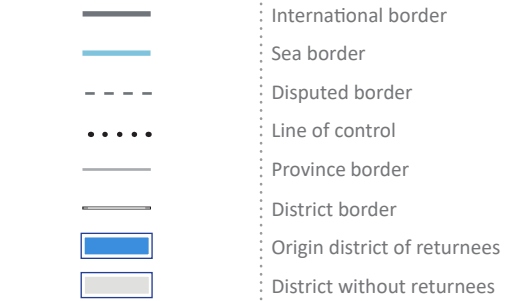 International border
Sea border
Disputed border
Line of control
Province border
District border
Origin district of returnees
District without returnees